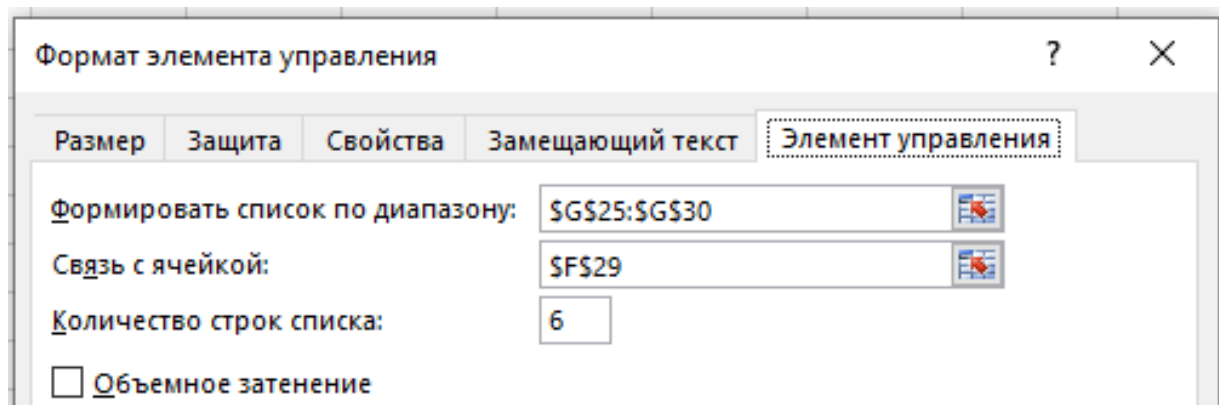 Формат элемента управления ?
Размер Защита Свойства Замещающий текст Элемент управления
Формировать список по диапазону: $G$25:$G$30
Связь с ячейкой: $F$29
Количество строк списка: 6
Объемное затенение